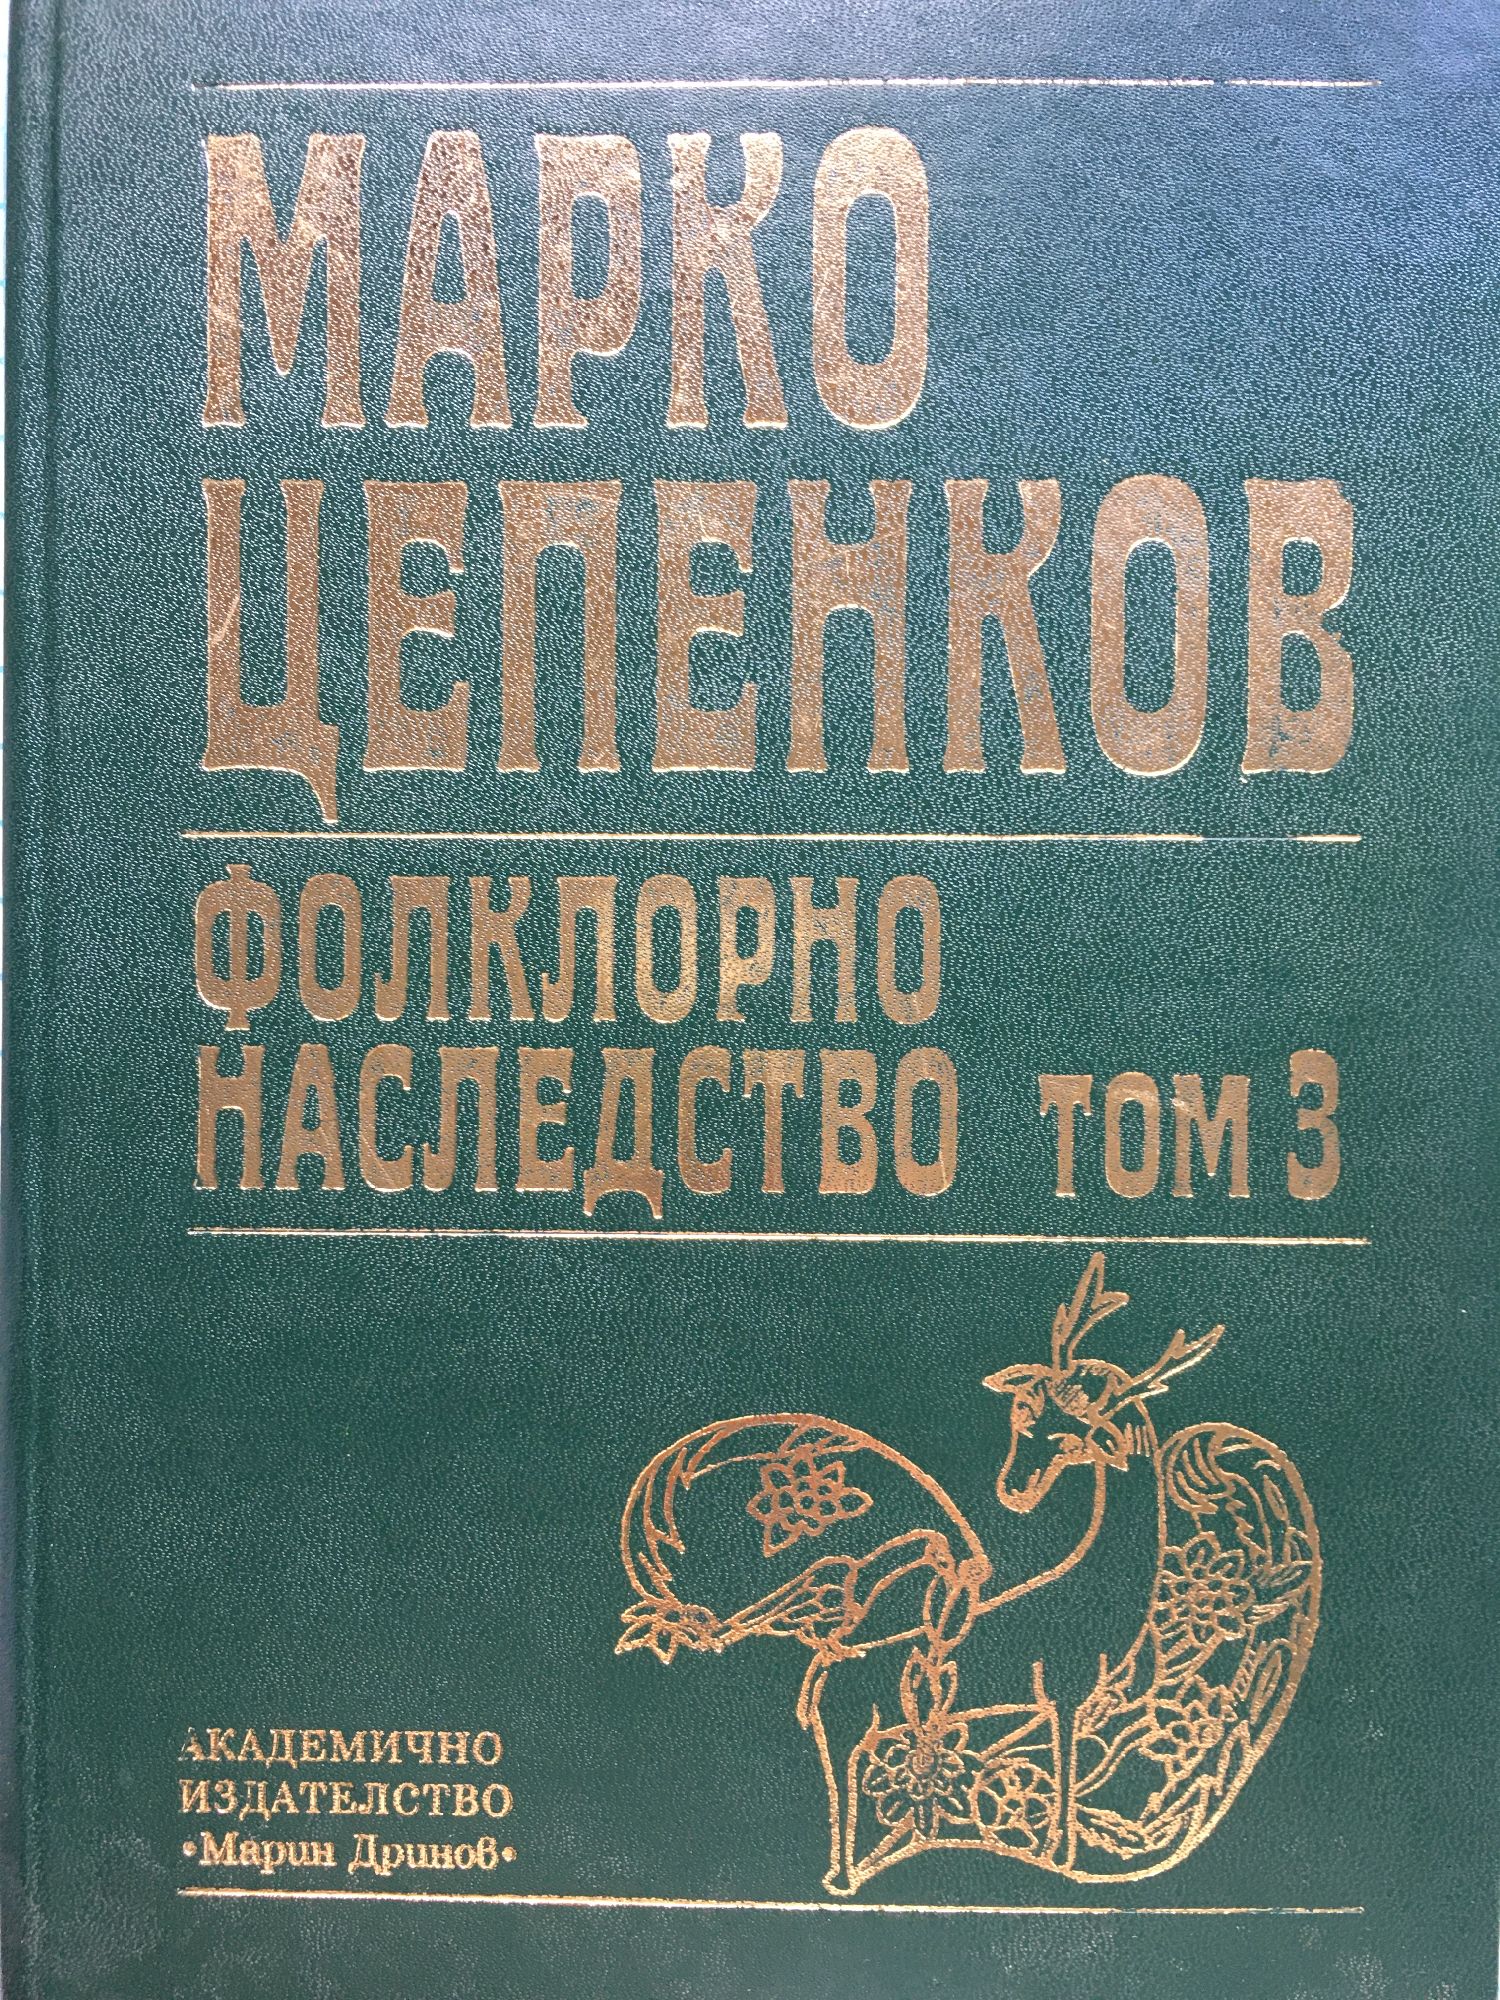 МАРКО
ЦЕПЕНКОВ
ФОЛКЛОРНО
НАСЛЕДСТВО ТОМ 3
АКАДЕМИЧНО
ИЗДАТЕЛСТВО
•Марин Дринов•